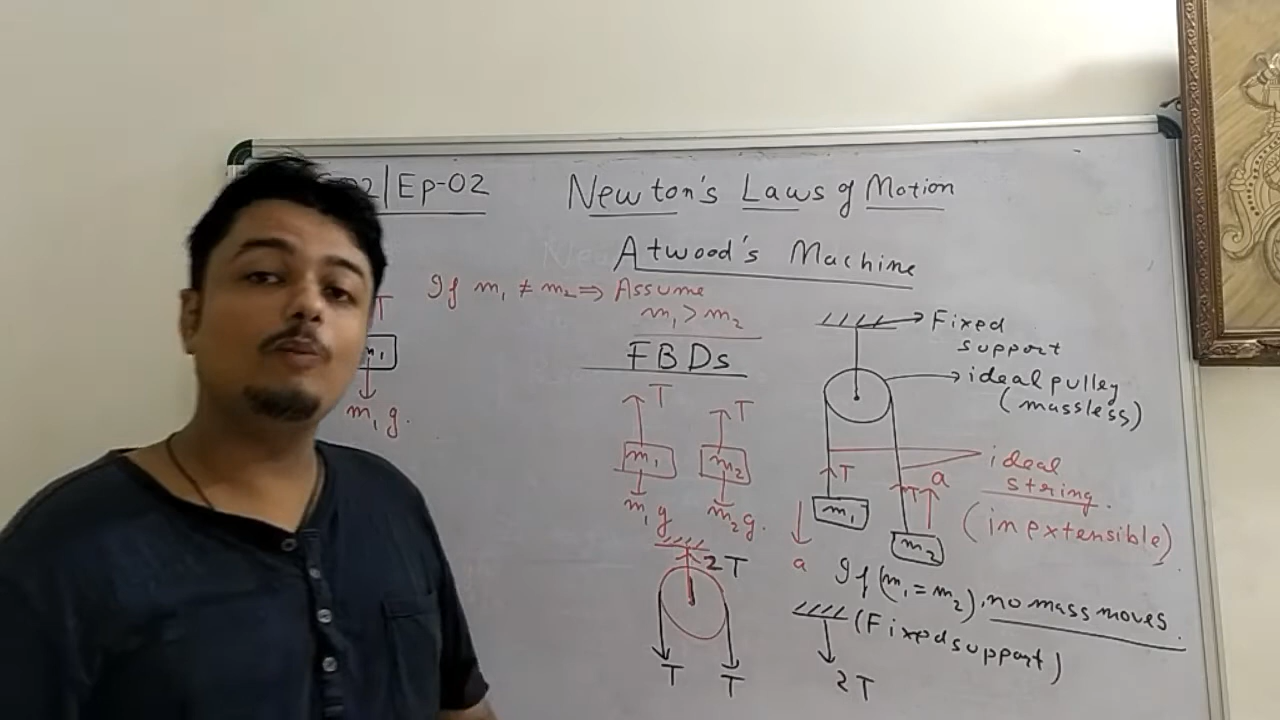 2|Ep-02
Newton's Laws of Motion
Atwood's Machine
If m₁ ≠ m₂ ⇒ Assume
m₁ > m₂
FBDs
T
m₁g.
T
m₁
m₁g
T
m₂
m₂g.
2T
T
T
Fixed
support
ideal pulley
(massless)
ideal
string.
(inextensible)
T
m₁
a
T
a
m₂
If (m₁ = m₂), no mass moves.
(Fixed support)
2T